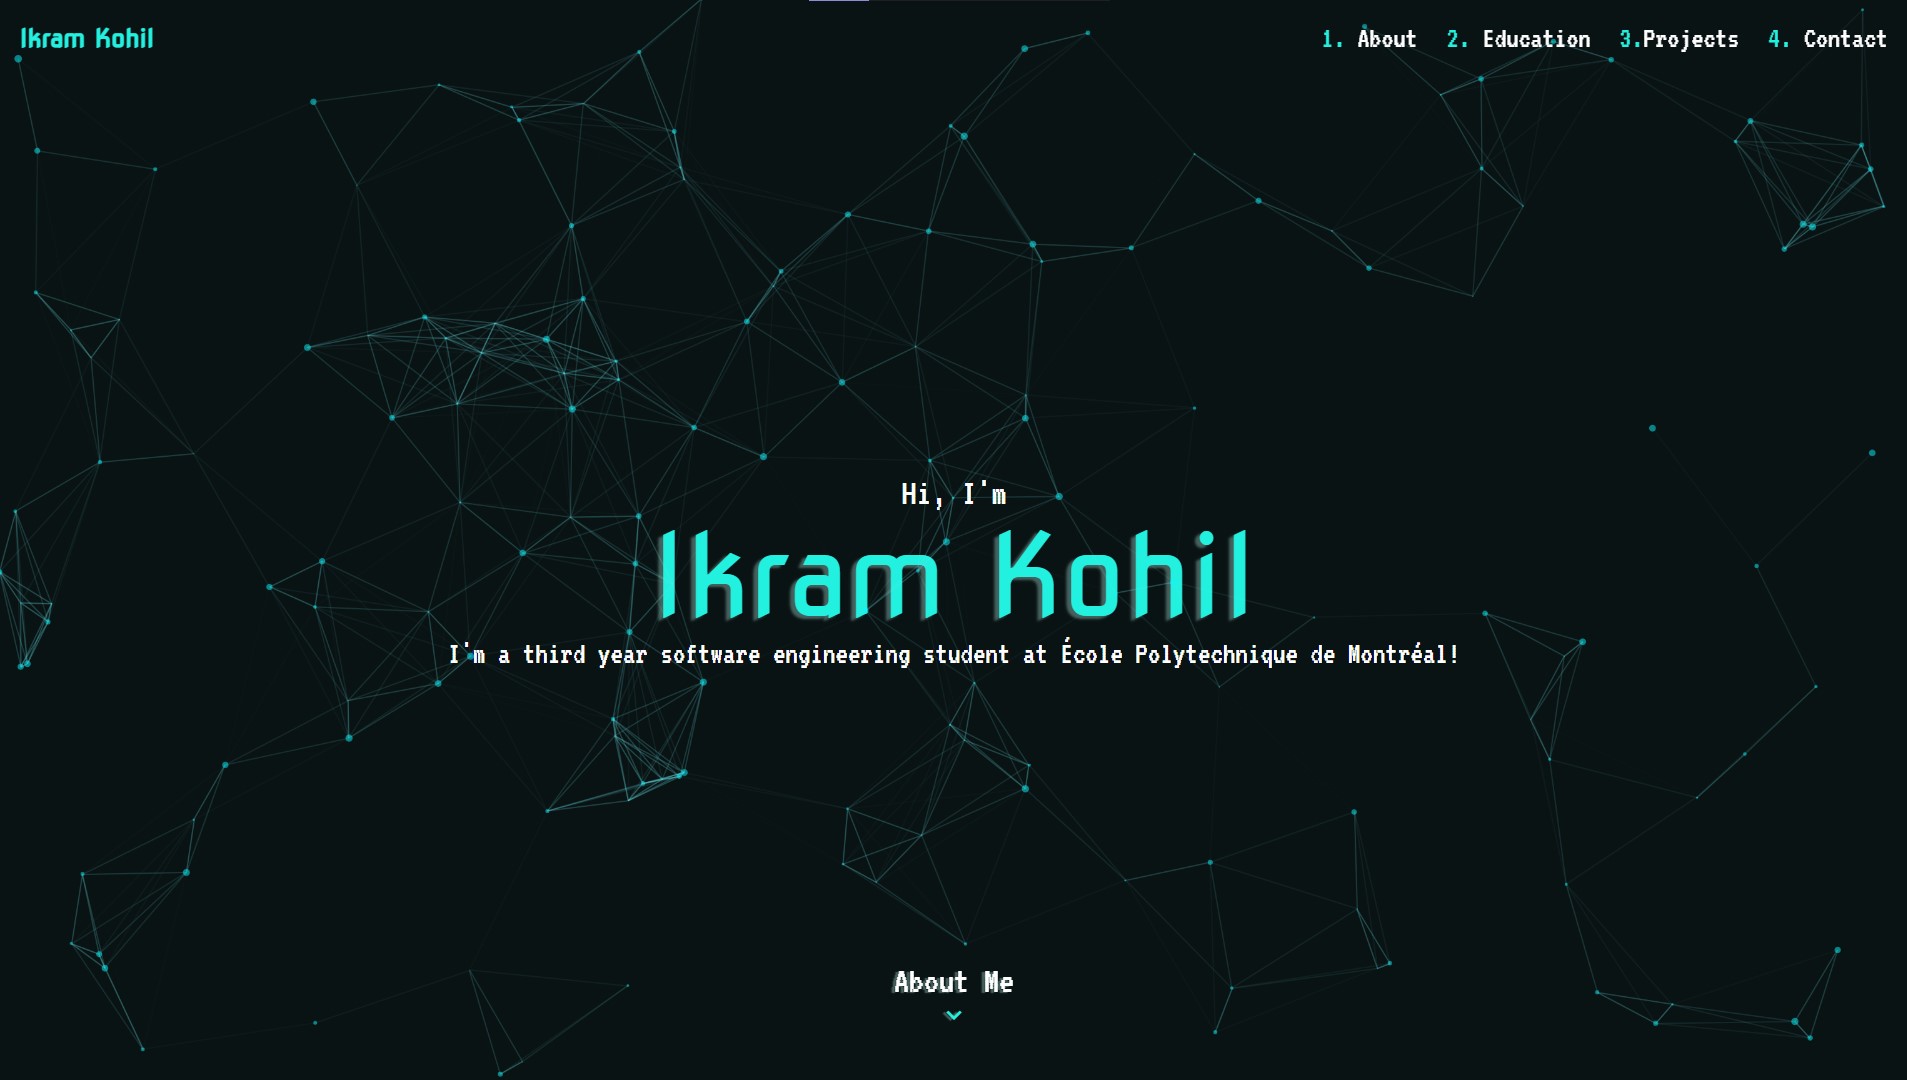 Ikram Kohil
1. About 2. Education 3.Projects 4. Contact
Hi, I'm
Ikram Kohil
I'm a third year software engineering student at École Polytechnique de Montréal!
About Me